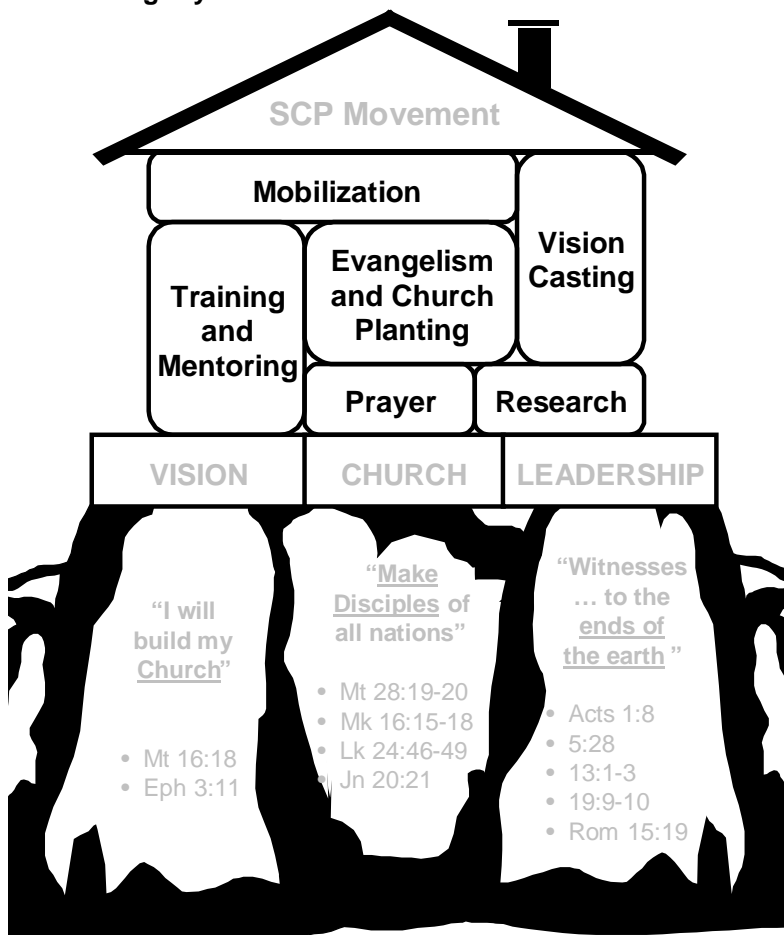 SCP Movement
Mobilization
Vision
Casting
Training
and
Mentoring
Evangelism
and Church
Planting
Prayer
Research
VISION
CHURCH
LEADERSHIP
“I will
build my
Church”
• Mt 16:18
• Eph 3:11
“Make
Disciples of
all nations”
• Mt 28:19-20
• Mk 16:15-18
• Lk 24:46-49
• Jn 20:21
“Witnesses
… to the
ends of
the earth ”
• Acts 1:8
• 5:28
• 13:1-3
• 19:9-10
• Rom 15:19